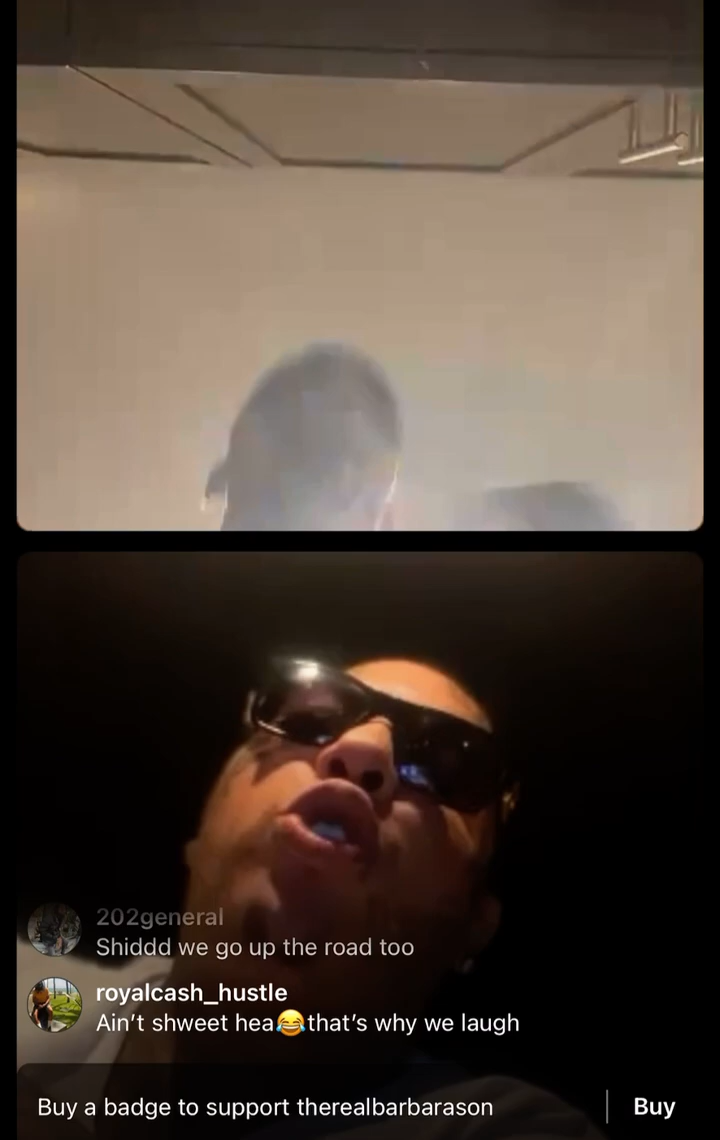 202general
Shiddd we go up the road too
royalcash_hustle
Ain’t shweet hea😂that’s why we laugh
Buy a badge to support therealbarbarason
Buy